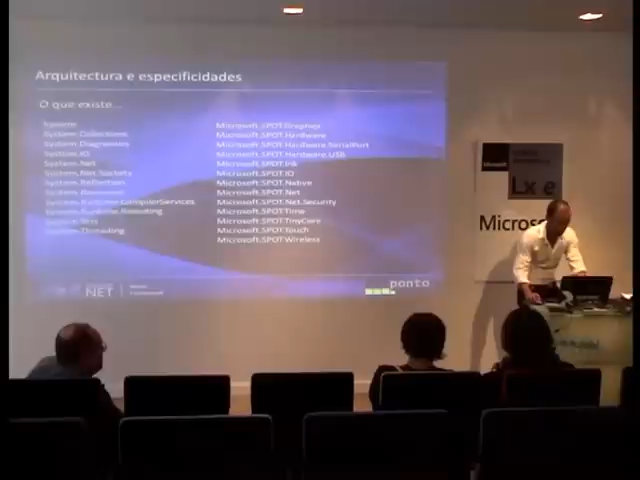 Arquitectura e especificidades
O que existe...
System
System.Collections
System.Diagnostics
System.IO
System.Net
System.Net.Sockets
System.Reflection
System.Resources
System.Runtime.CompilerServices
System.Runtime.Remoting
System.Text
System.Threading
Microsoft.SPOT.Graphics
Microsoft.SPOT.Hardware
Microsoft.SPOT.Hardware.SerialPort
Microsoft.SPOT.Hardware.USB
Microsoft.SPOT.Ink
Microsoft.SPOT.IO
Microsoft.SPOT.Native
Microsoft.SPOT.Net
Microsoft.SPOT.Net.Security
Microsoft.SPOT.Time
Microsoft.SPOT.TinyCore
Microsoft.SPOT.Touch
Microsoft.SPOT.Wireless
NET
ponto
Microsoft
Lx e
Micros